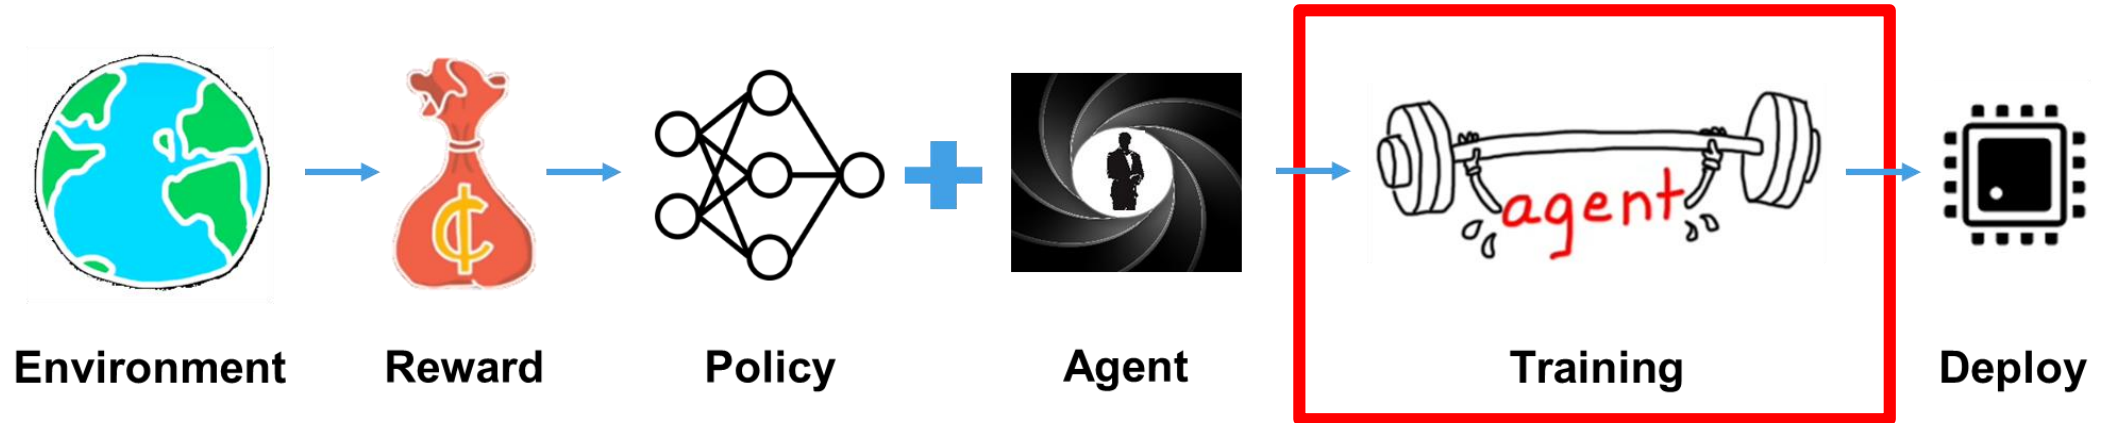 ₵
agent
Environment
Reward
Policy
Agent
Training
Deploy